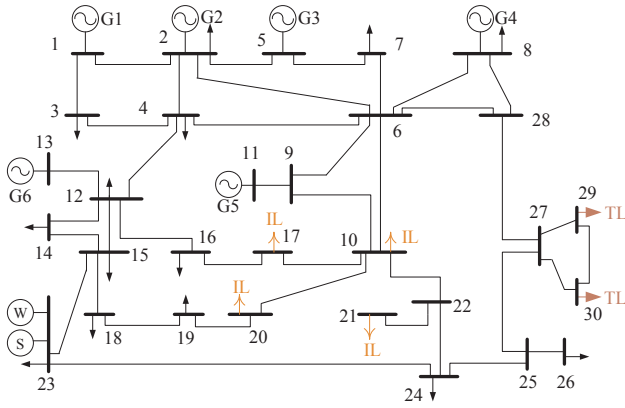 G1 G2 G3 G4
1 2 5 7 8
3 4 6 28
13
11 9
G6 12 G5 27 29
TL
IL IL
14 15 16 17 10
30
TL
IL
22
W
18 19 20 21
S
IL
23 24 25 26